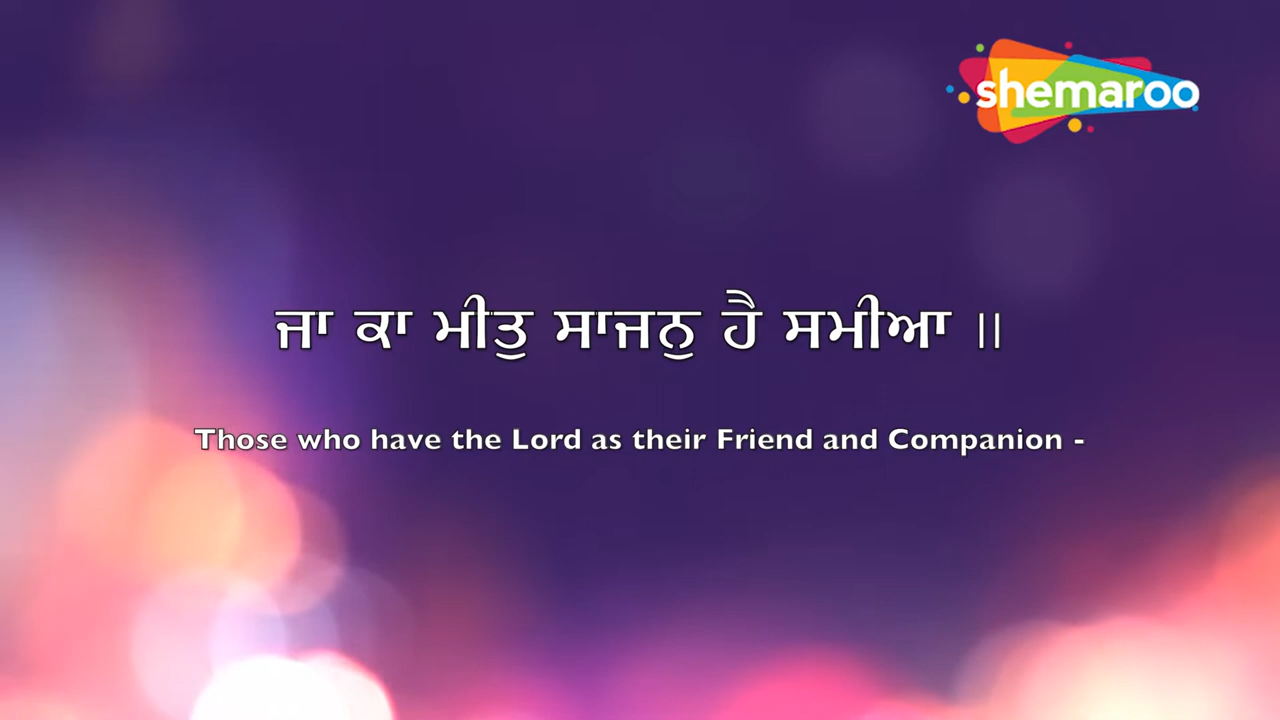 shemaroo
ਜਾ ਕਾ ਮੀਤੁ ਸਾਜਨੁ ਹੈ ਸਮੀਆ ॥
Those who have the Lord as their Friend and Companion -